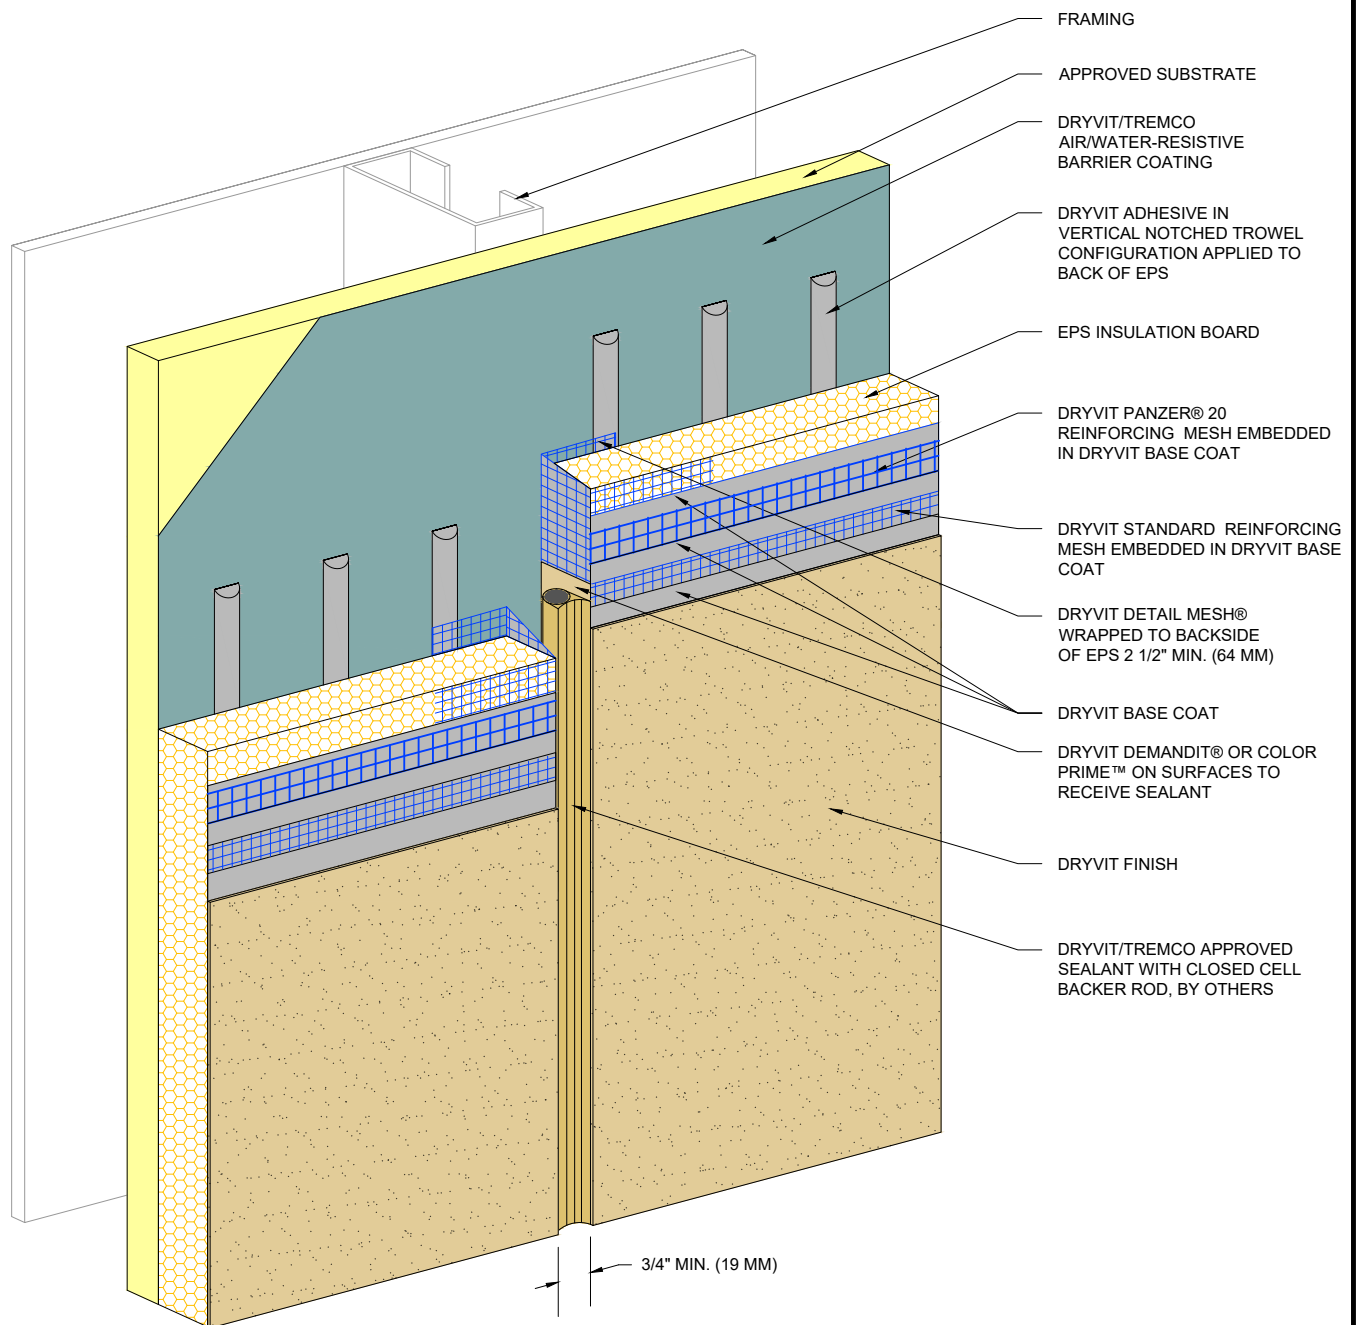 FRAMING
APPROVED SUBSTRATE
DRYVIT/TREMCO
AIR/WATER-RESISTIVE
BARRIER COATING
DRYVIT ADHESIVE IN
VERTICAL NOTCHED TROWEL
CONFIGURATION APPLIED TO
BACK OF EPS
EPS INSULATION BOARD
DRYVIT PANZER® 20
REINFORCING MESH EMBEDDED
IN DRYVIT BASE COAT
DRYVIT STANDARD REINFORCING
MESH EMBEDDED IN DRYVIT BASE
COAT
DRYVIT DETAIL MESH®
WRAPPED TO BACKSIDE
OF EPS 2 1/2" MIN. (64 MM)
DRYVIT BASE COAT
DRYVIT DEMANDIT® OR COLOR
PRIME™ ON SURFACES TO
RECEIVE SEALANT
DRYVIT FINISH
DRYVIT/TREMCO APPROVED
SEALANT WITH CLOSED CELL
BACKER ROD, BY OTHERS
3/4" MIN. (19 MM)